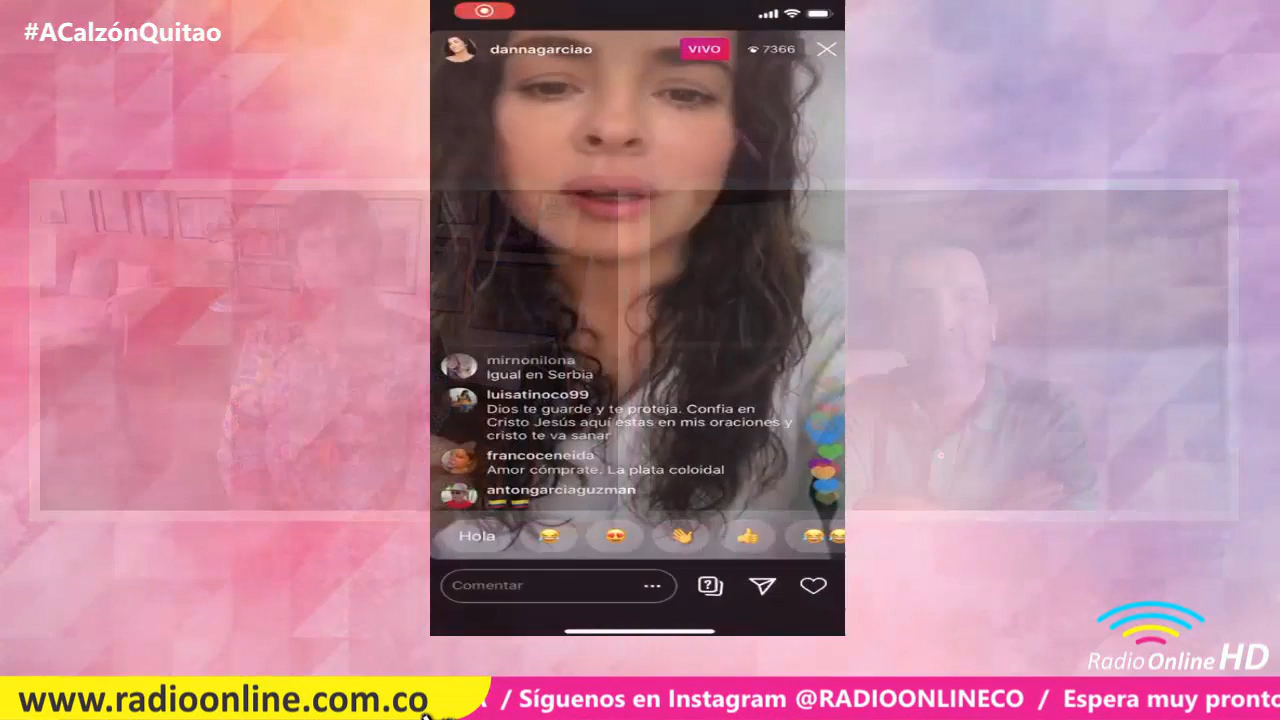 #ACalzónQuitao
dannagarciao
VIVO
7366
mirnonilona
Igual en Serbia
luisatinoco99
Dios te guarde y te proteja. Confia en
Cristo Jesús aquí estas en mis oraciones y
cristo te va sanar
francoceneida
Amor cómprate. La plata coloidal
antongarciaguzman
Hola
Comentar
Radio Online HD
www.radioonline.com.co
/ Síguenos en Instagram @RADIOONLINECO / Espera muy pronto